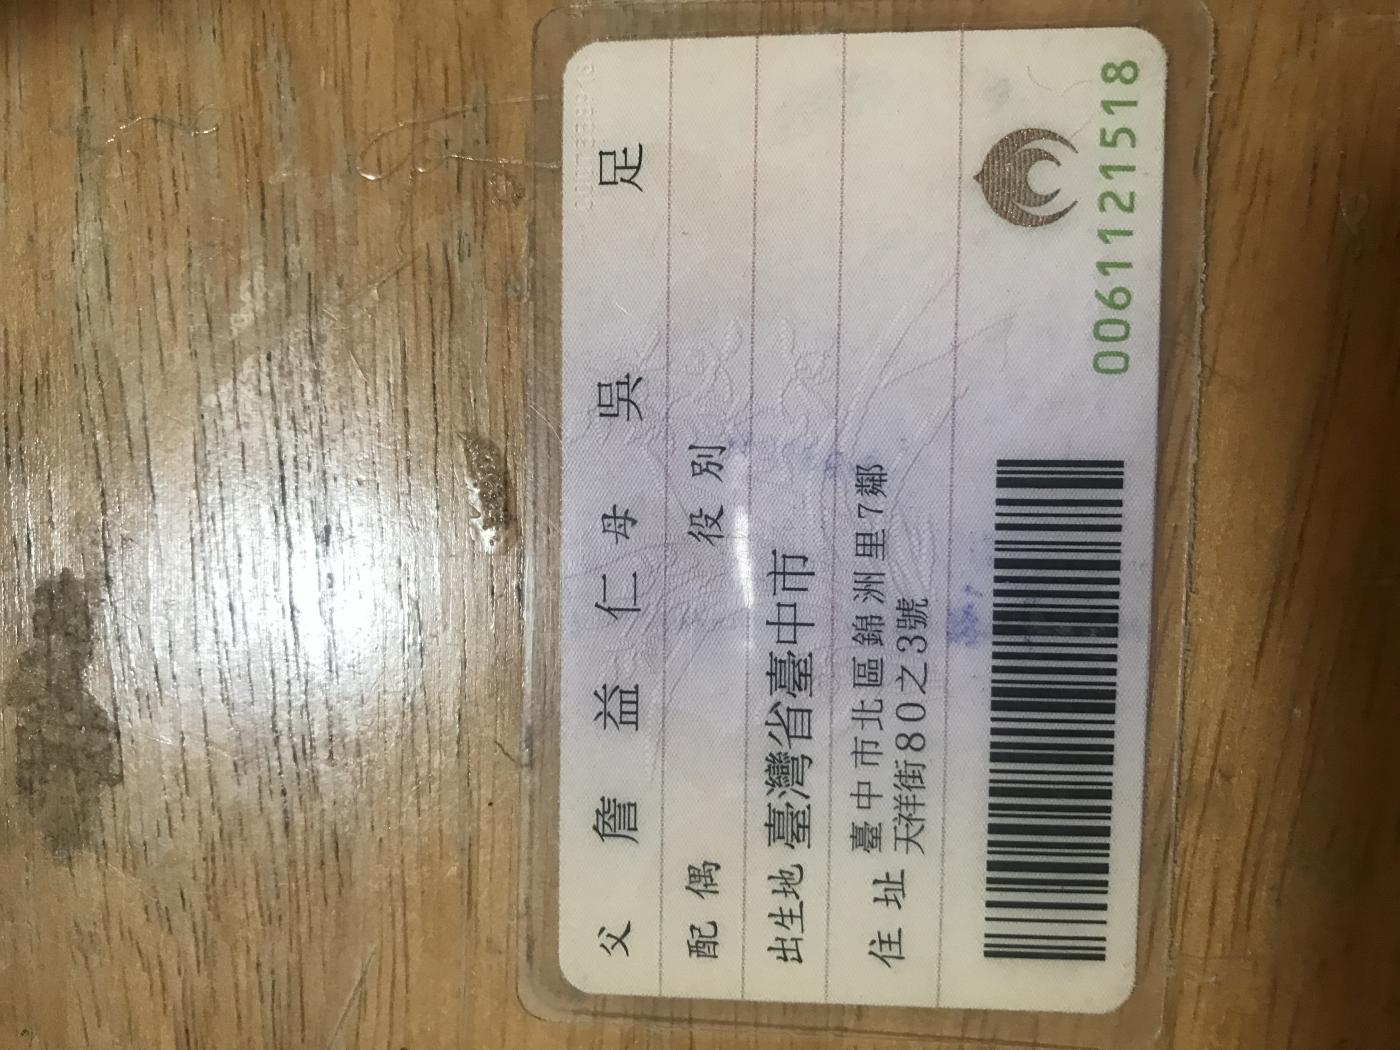 父 詹益仁 母 吳足
配偶 役別
出生地 臺灣省臺中市
住址 臺中市北區錦洲里7鄰
天祥街80之3號
0061121518